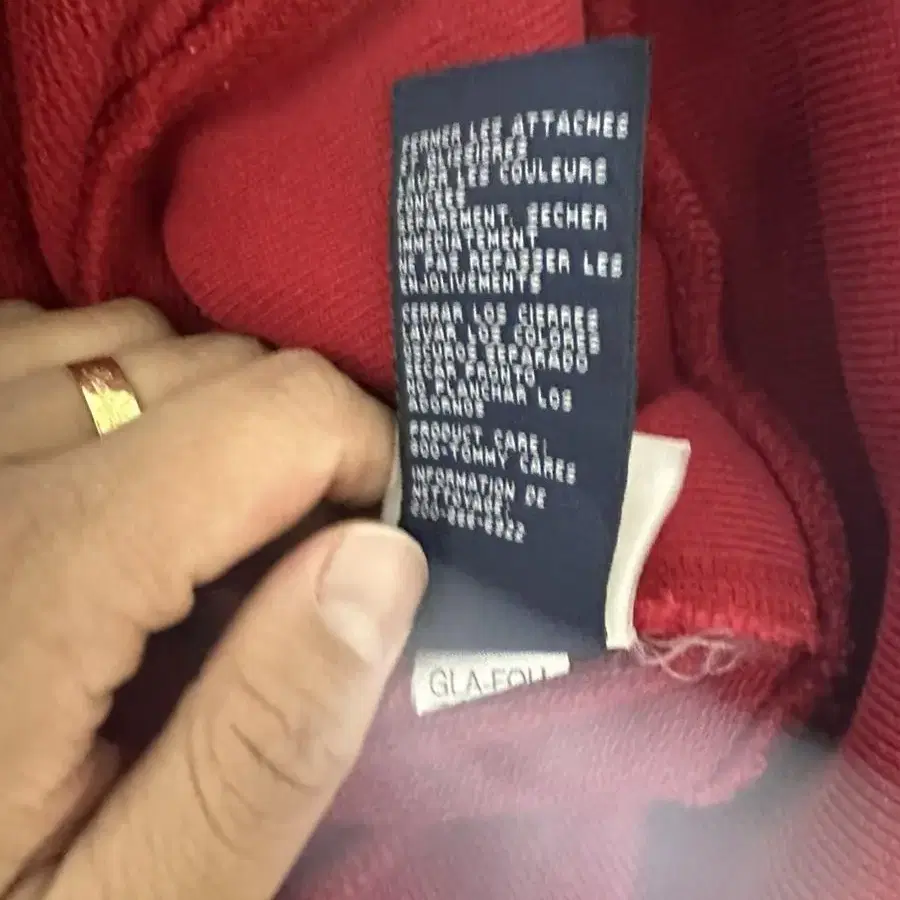 FERMER LES ATTACHES
ET GLISSIERES
LAVER LES COULEURS
FONCEES
SEPAREMENT. SECHER
IMMEDIATEMENT
NE PAS REPASSER LES
ENJOLIVEMENTS
CERRAR LOS CIERRES
LAVAR LOS COLORES
OSCUROS SEPARADO
SECAR PRONTO
NO PLANCHAR LOS
ADORNOS
PRODUCT CARE:
800-TOMMY CARES
INFORMATION DE
NETTOYAGE:
GLA-FOU